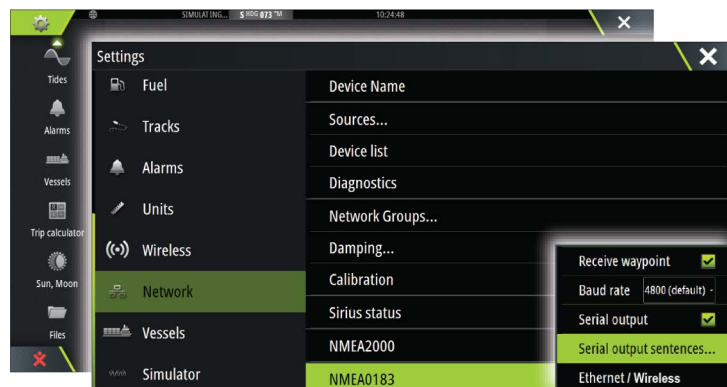 SIMULATING... S HDG 073 °M 10:24:48
Tides
Alarms
Vessels
Trip calculator
Sun, Moon
Files
Settings
Fuel
Tracks
Alarms
Units
Wireless
Network
Vessels
Simulator
Device Name
Sources...
Device list
Diagnostics
Network Groups...
Damping...
Calibration
Sirius status
NMEA2000
NMEA0183
Receive waypoint
Baud rate 4800 (default)
Serial output
Serial output sentences...
Ethernet / Wireless